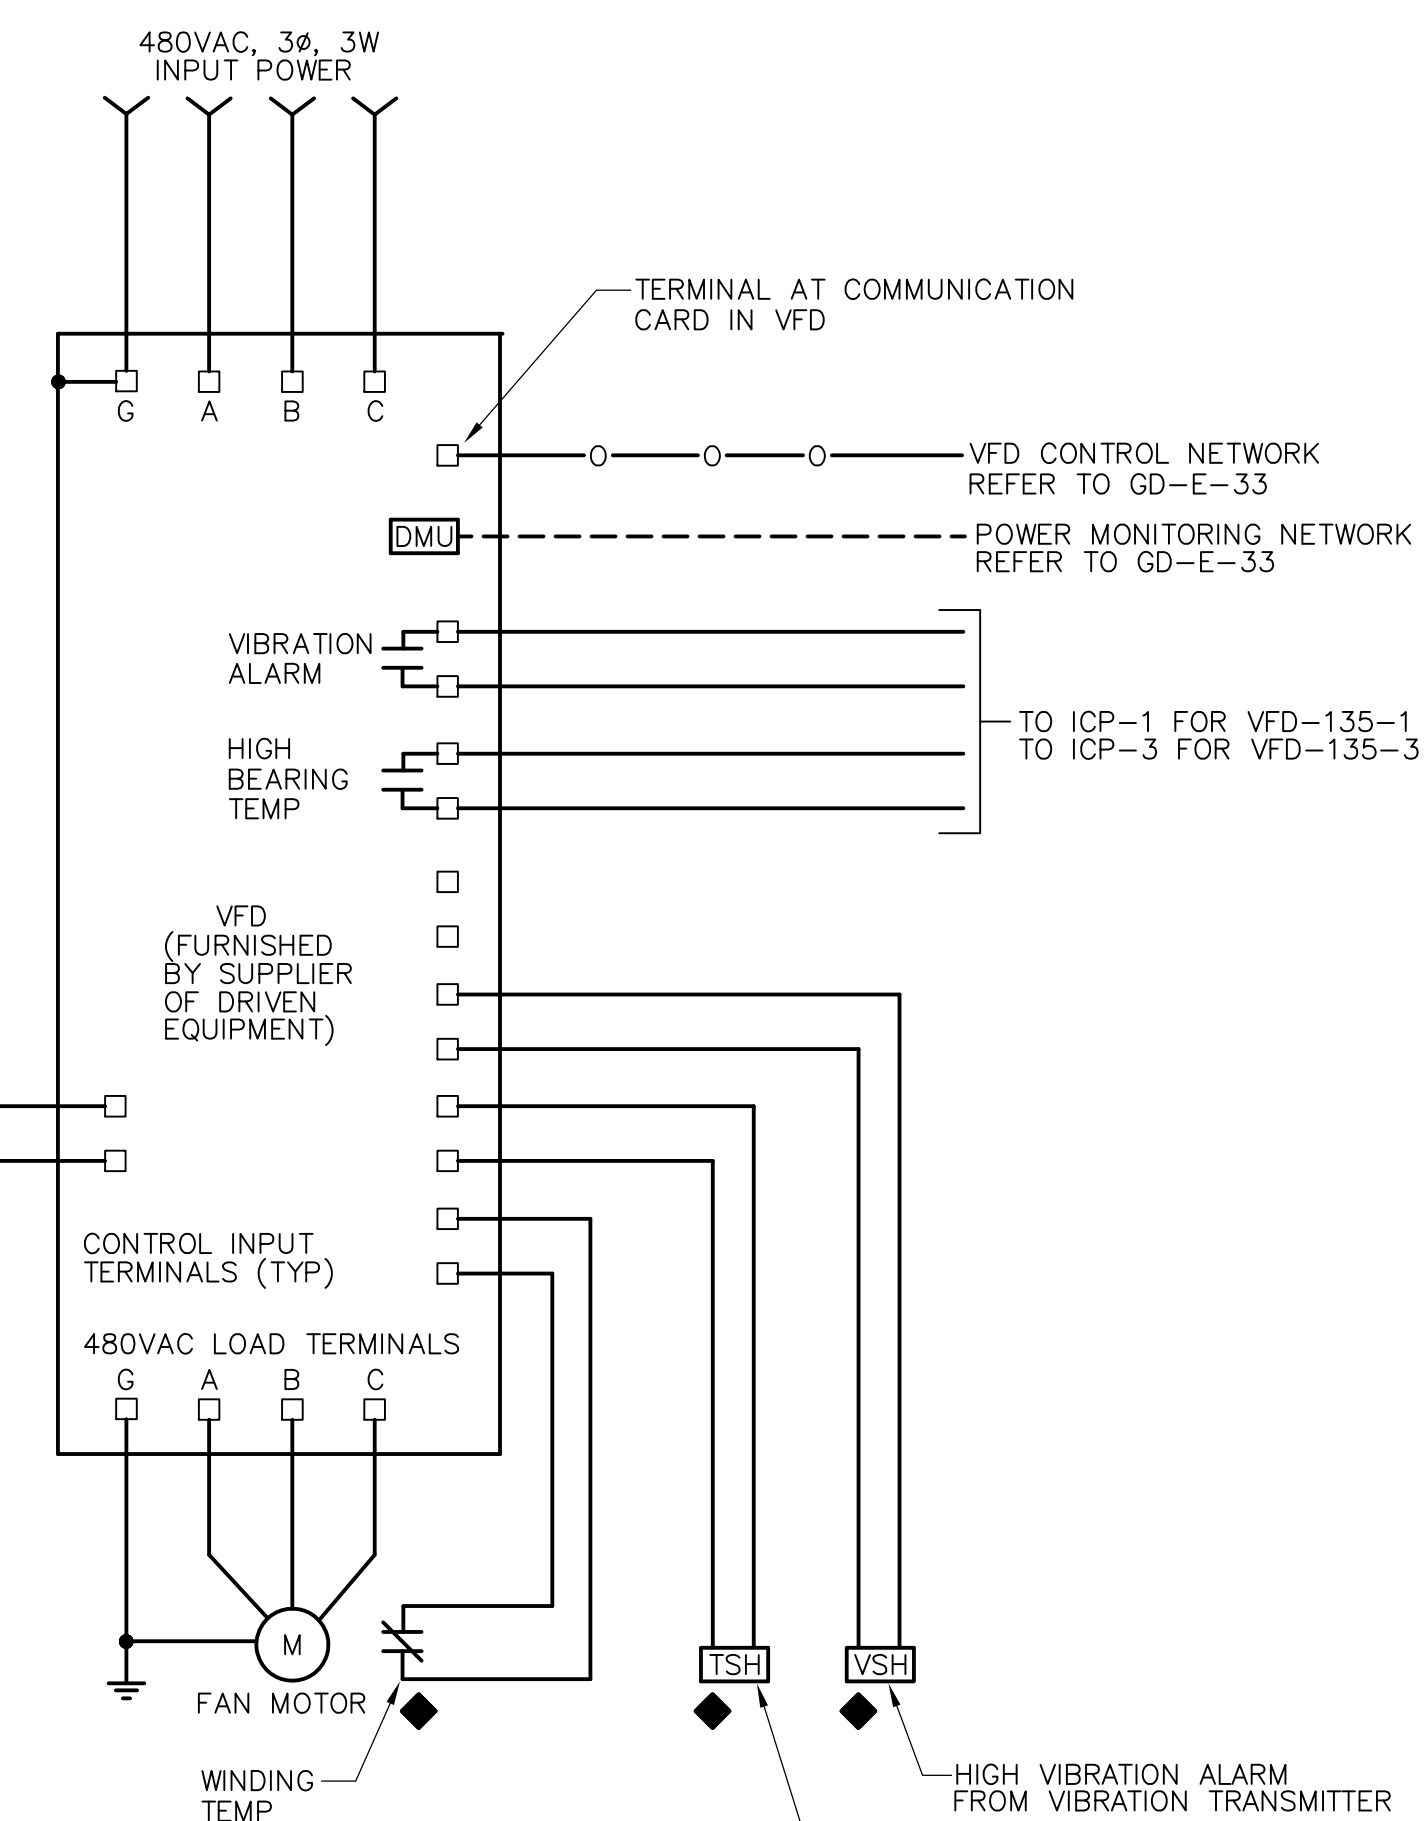 480VAC, 3ø, 3W
INPUT POWER
TERMINAL AT COMMUNICATION
CARD IN VFD
G A B C
VFD CONTROL NETWORK
REFER TO GD-E-33
DMU
POWER MONITORING NETWORK
REFER TO GD-E-33
VIBRATION
ALARM
TO ICP-1 FOR VFD-135-1
TO ICP-3 FOR VFD-135-3
HIGH
BEARING
TEMP
VFD
(FURNISHED
BY SUPPLIER
OF DRIVEN
EQUIPMENT)
CONTROL INPUT
TERMINALS (TYP)
480VAC LOAD TERMINALS
G A B C
M
FAN MOTOR
TSH
VSH
WINDING
TEMP
HIGH VIBRATION ALARM
FROM VIBRATION TRANSMITTER